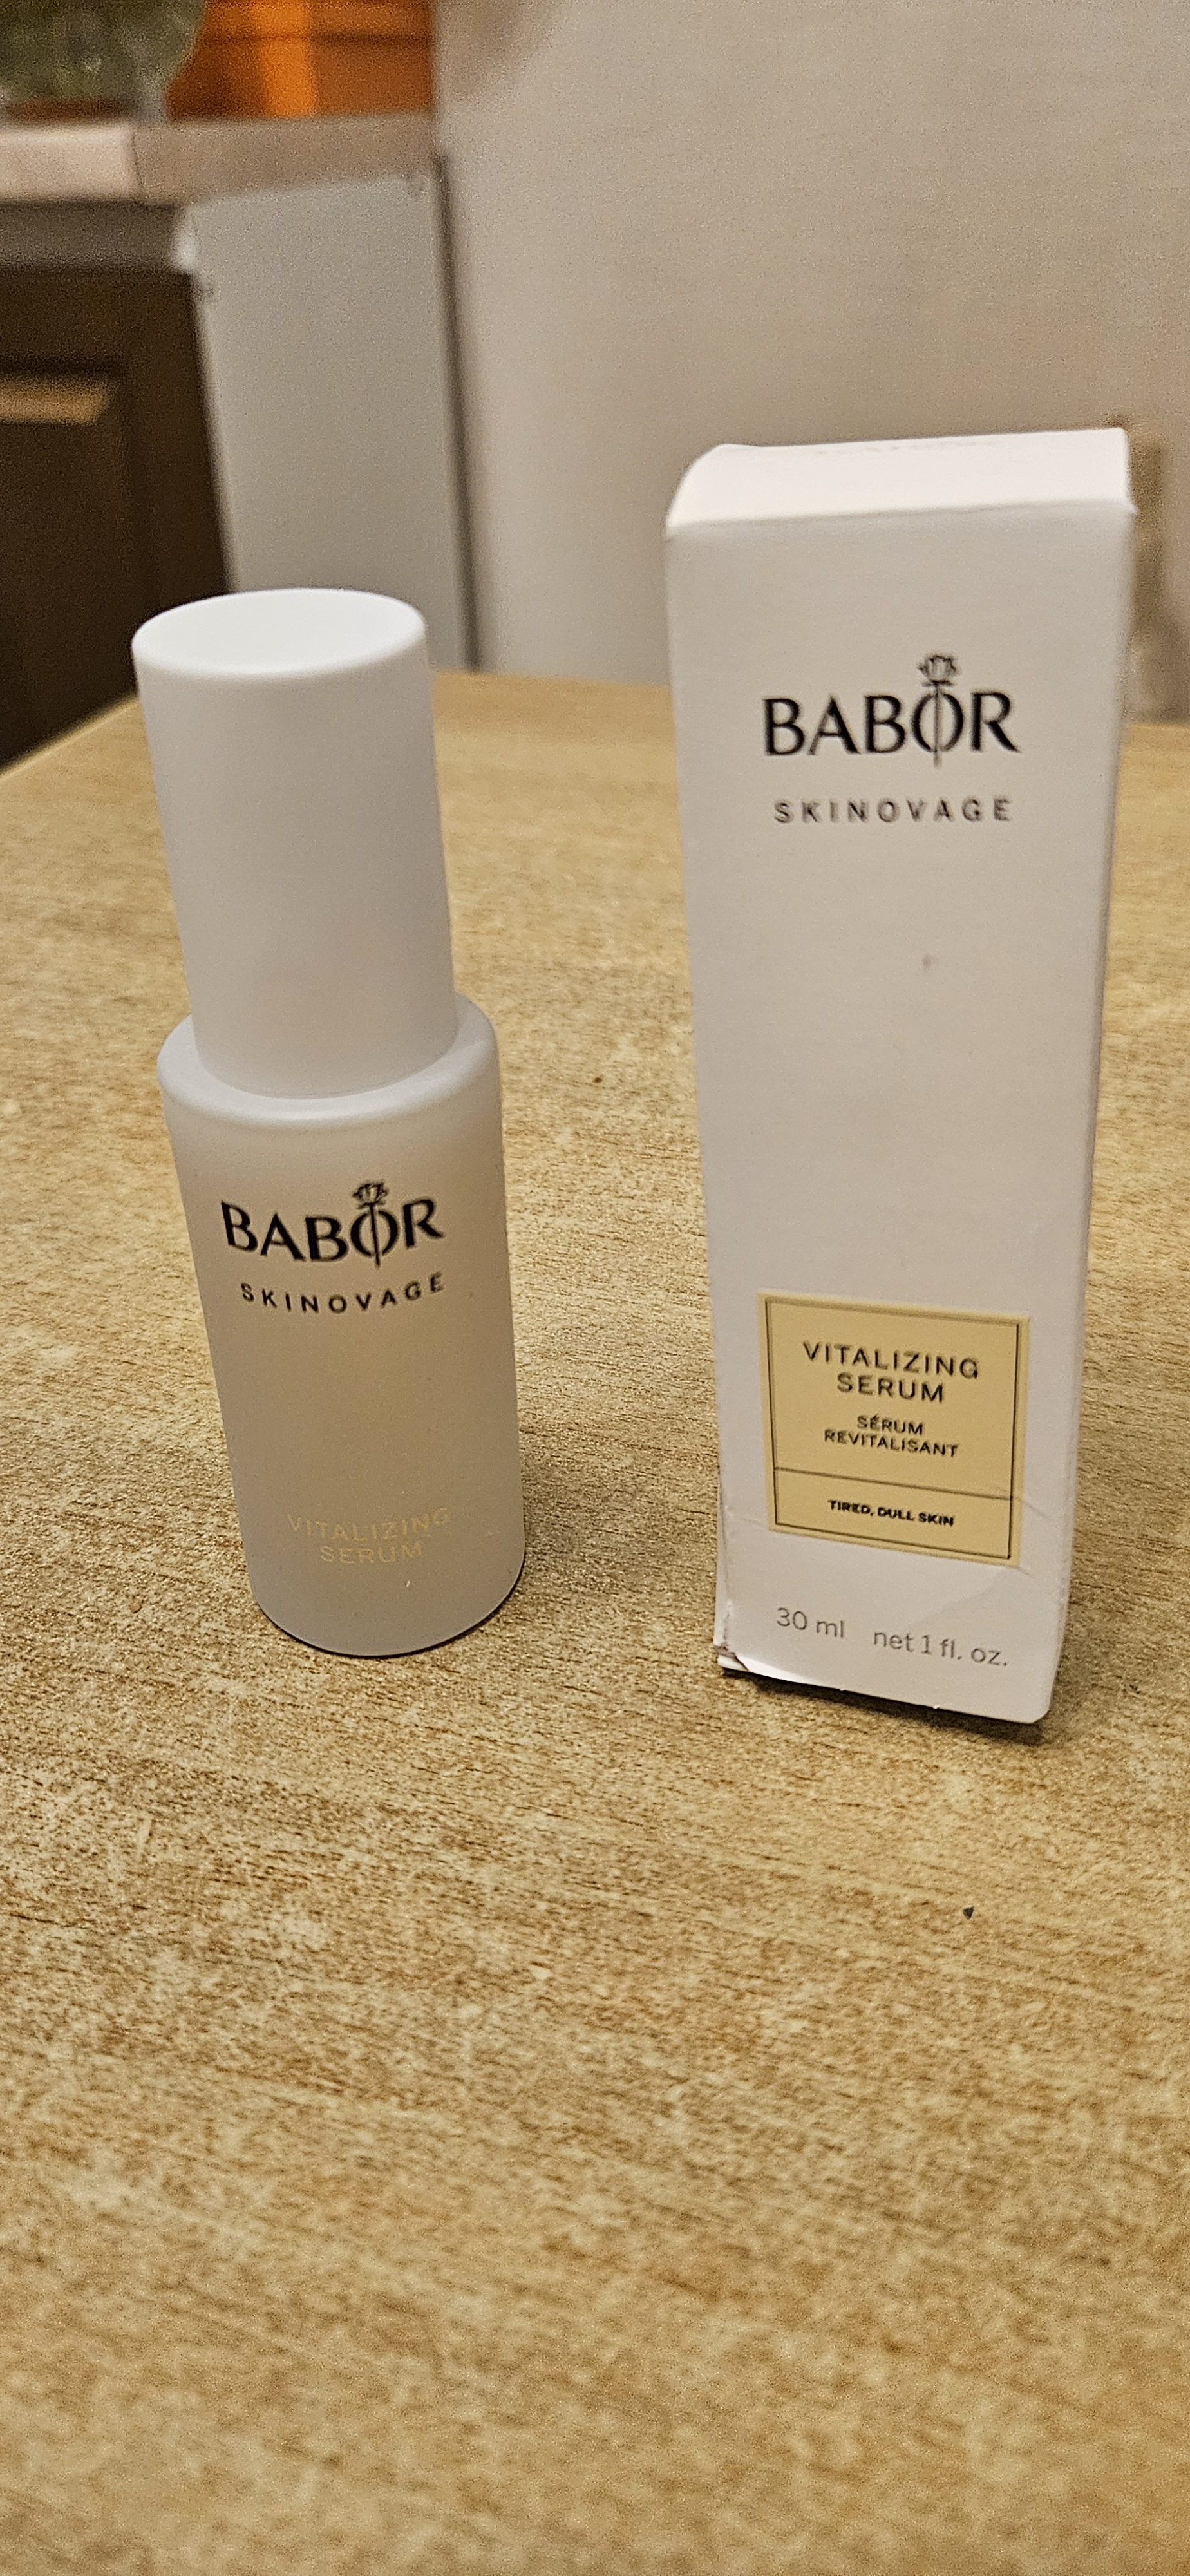 BABOR
SKINOVAGE
VITALIZING
SERUM
BABOR
SKINOVAGE
VITALIZING
SERUM
SÉRUM
REVITALISANT
TIRED, DULL SKIN
30 ml net 1 fl. oz.